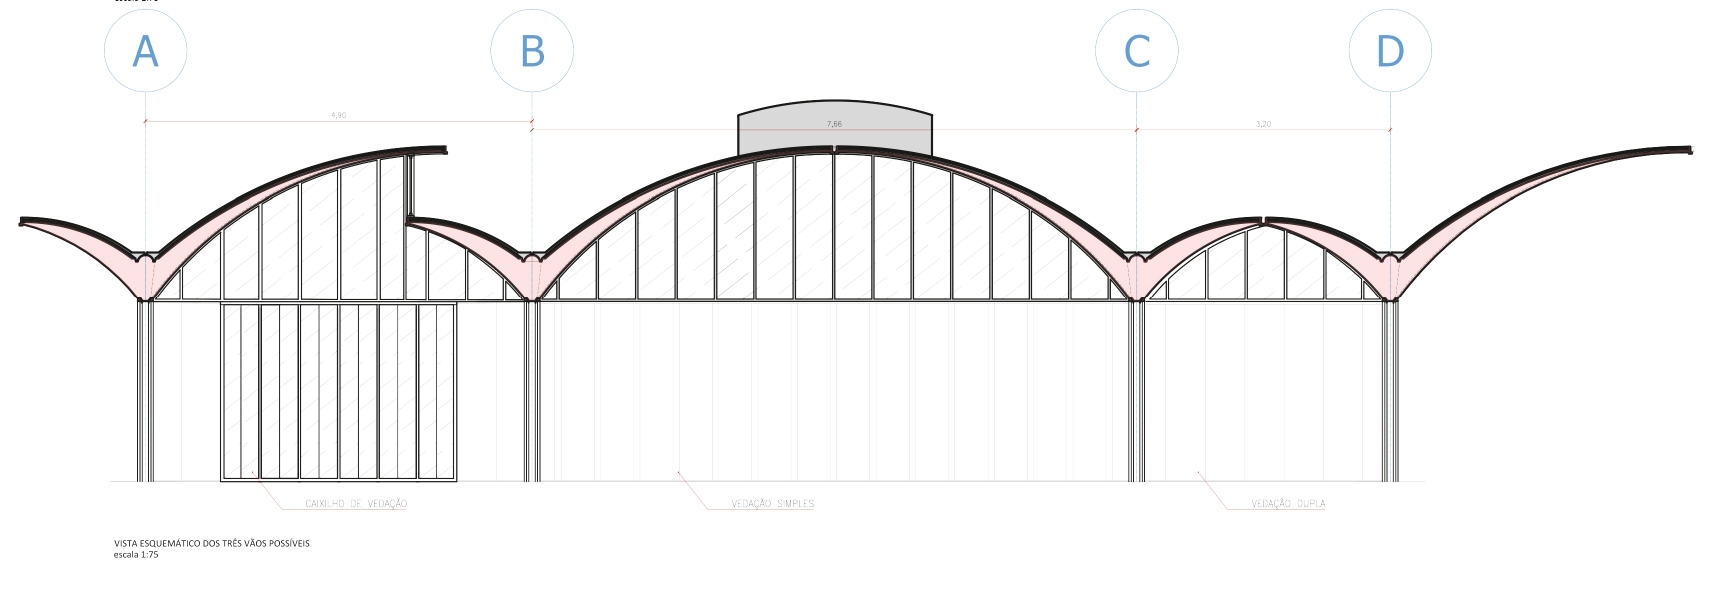 A
B
C
D
4,90
7,66
3,20
CAIXILHO DE VEDAÇÃO
VEDAÇÃO SIMPLES
VEDAÇÃO DUPLA
VISTA ESQUEMÁTICO DOS TRÊS VÃOS POSSÍVEIS
escala 1:75